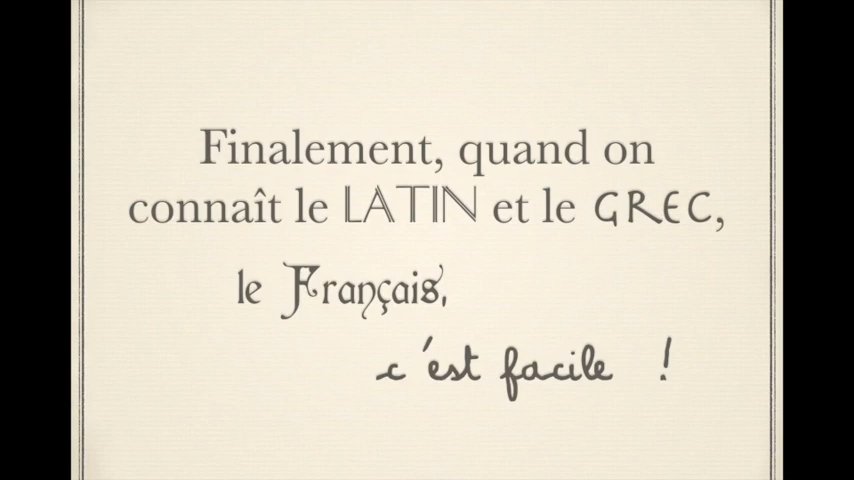 Finalement, quand on
connaît le LATIN et le GREC,
le Français,
c'est facile !